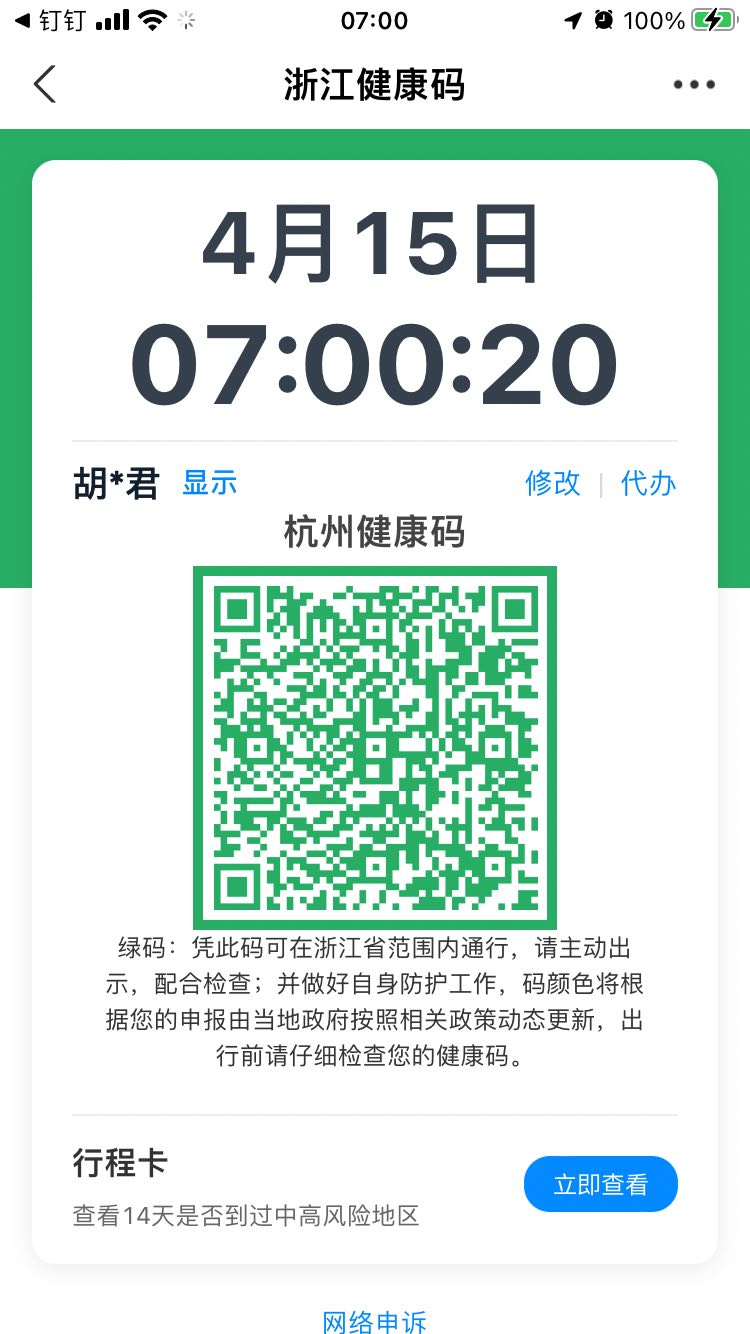 钉钉 07:00 100%
浙江健康码
4月15日
07:00:20
胡*君 显示 修改 | 代办
杭州健康码
绿码：凭此码可在浙江省范围内通行，请主动出
示，配合检查；并做好自身防护工作，码颜色将根
据您的申报由当地政府按照相关政策动态更新，出
行前请仔细检查您的健康码。
行程卡
立即查看
查看14天是否到过中高风险地区
网络申诉